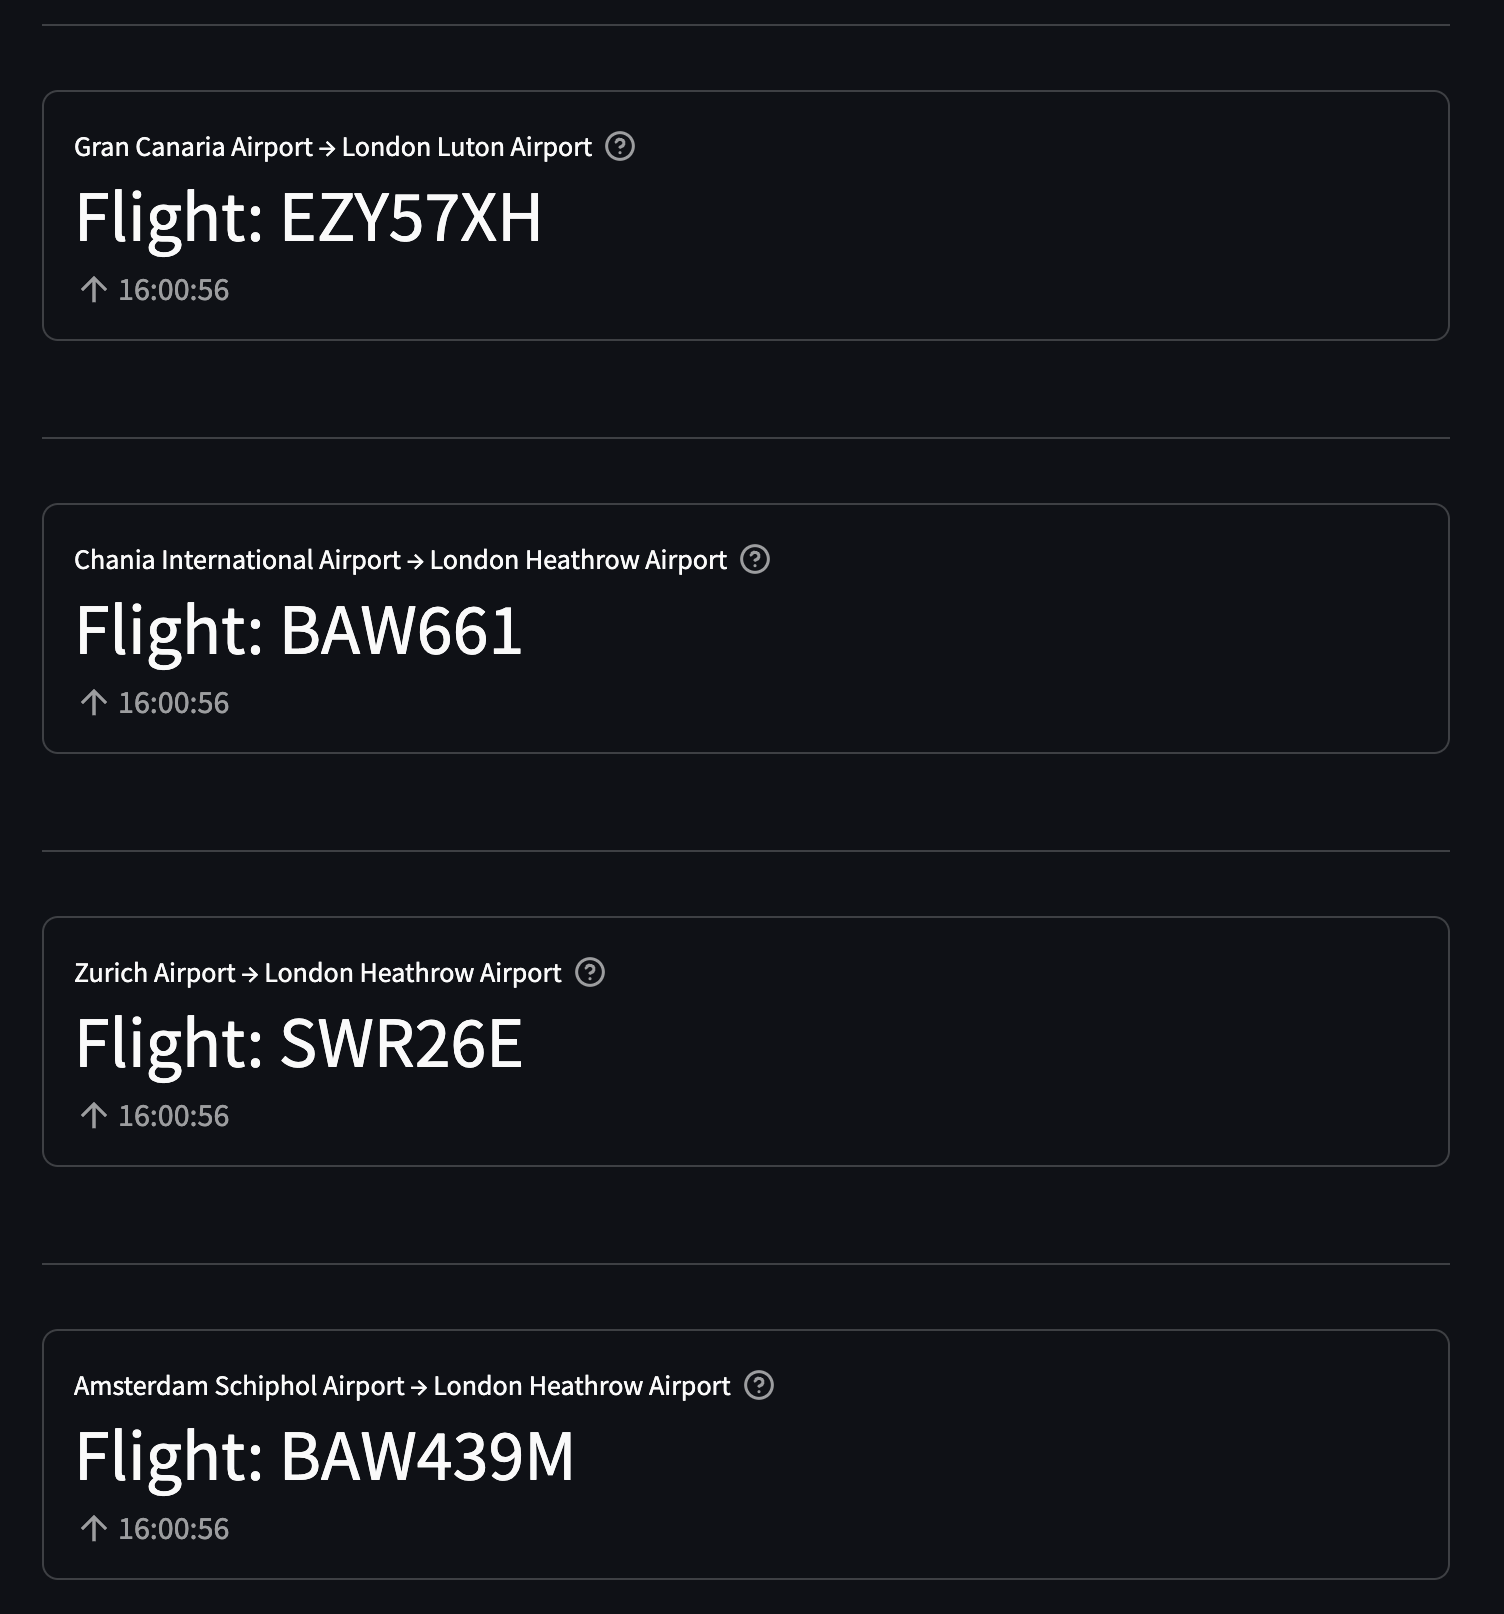 Gran Canaria Airport → London Luton Airport
Flight: EZY57XH
↑ 16:00:56
Chania International Airport → London Heathrow Airport
Flight: BAW661
↑ 16:00:56
Zurich Airport → London Heathrow Airport
Flight: SWR26E
↑ 16:00:56
Amsterdam Schiphol Airport → London Heathrow Airport
Flight: BAW439M
↑ 16:00:56